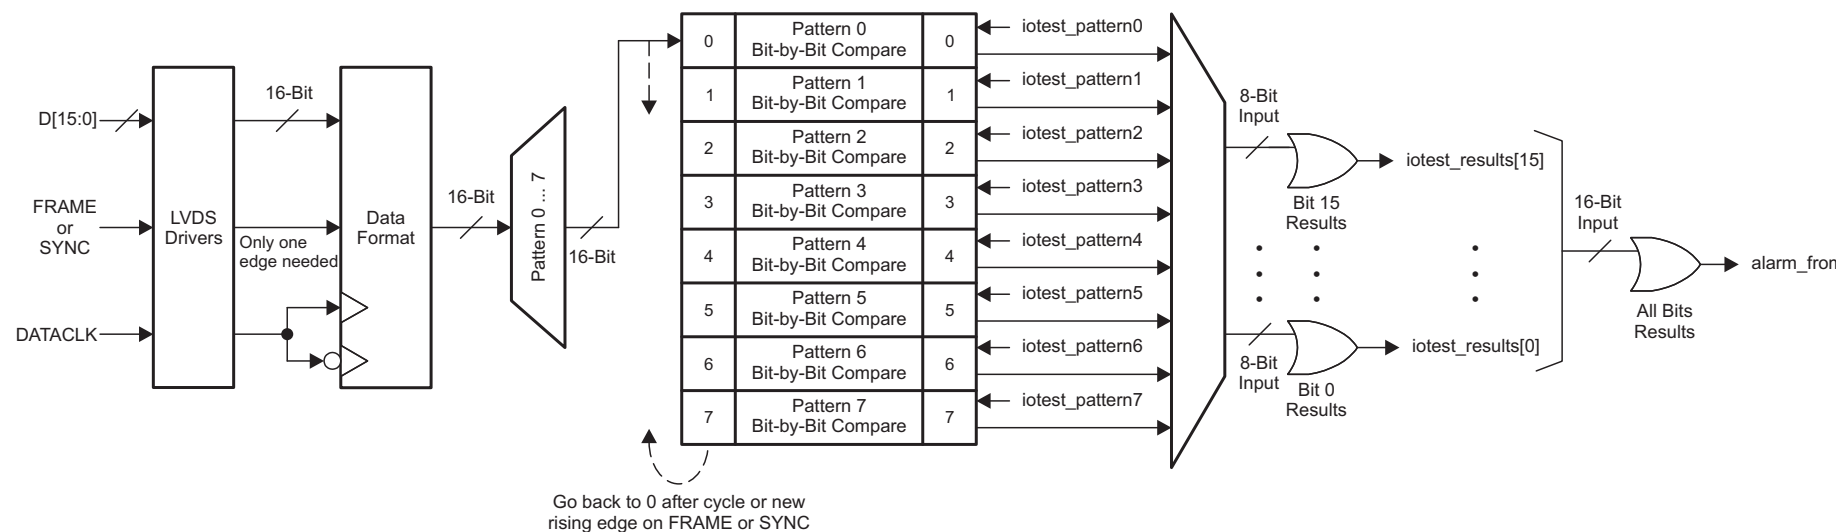 D[15:0]
FRAME
or
SYNC
DATACLK
LVDS
Drivers
16-Bit
Only one
edge needed
Data
Format
16-Bit
Pattern 0 ... 7
16-Bit
0
Pattern 0
Bit-by-Bit Compare
0
1
Pattern 1
Bit-by-Bit Compare
1
2
Pattern 2
Bit-by-Bit Compare
2
3
Pattern 3
Bit-by-Bit Compare
3
4
Pattern 4
Bit-by-Bit Compare
4
5
Pattern 5
Bit-by-Bit Compare
5
6
Pattern 6
Bit-by-Bit Compare
6
7
Pattern 7
Bit-by-Bit Compare
7
Go back to 0 after cycle or new
rising edge on FRAME or SYNC
iotest_pattern0
iotest_pattern1
iotest_pattern2
iotest_pattern3
iotest_pattern4
iotest_pattern5
iotest_pattern6
iotest_pattern7
8-Bit
Input
Bit 15
Results
iotest_results[15]
8-Bit
Input
Bit 0
Results
iotest_results[0]
16-Bit
Input
All Bits
Results
alarm_from